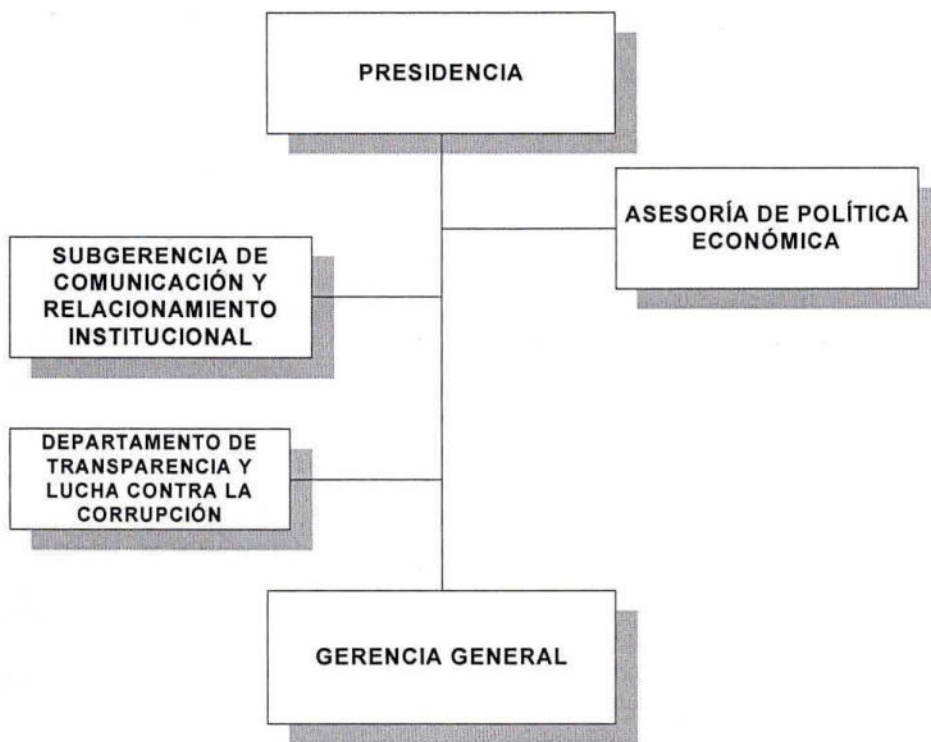 PRESIDENCIA
ASESORÍA DE POLÍTICA
ECONÓMICA
SUBGERENCIA DE
COMUNICACIÓN Y
RELACIONAMIENTO
INSTITUCIONAL
DEPARTAMENTO DE
TRANSPARENCIA Y
LUCHA CONTRA LA
CORRUPCIÓN
GERENCIA GENERAL